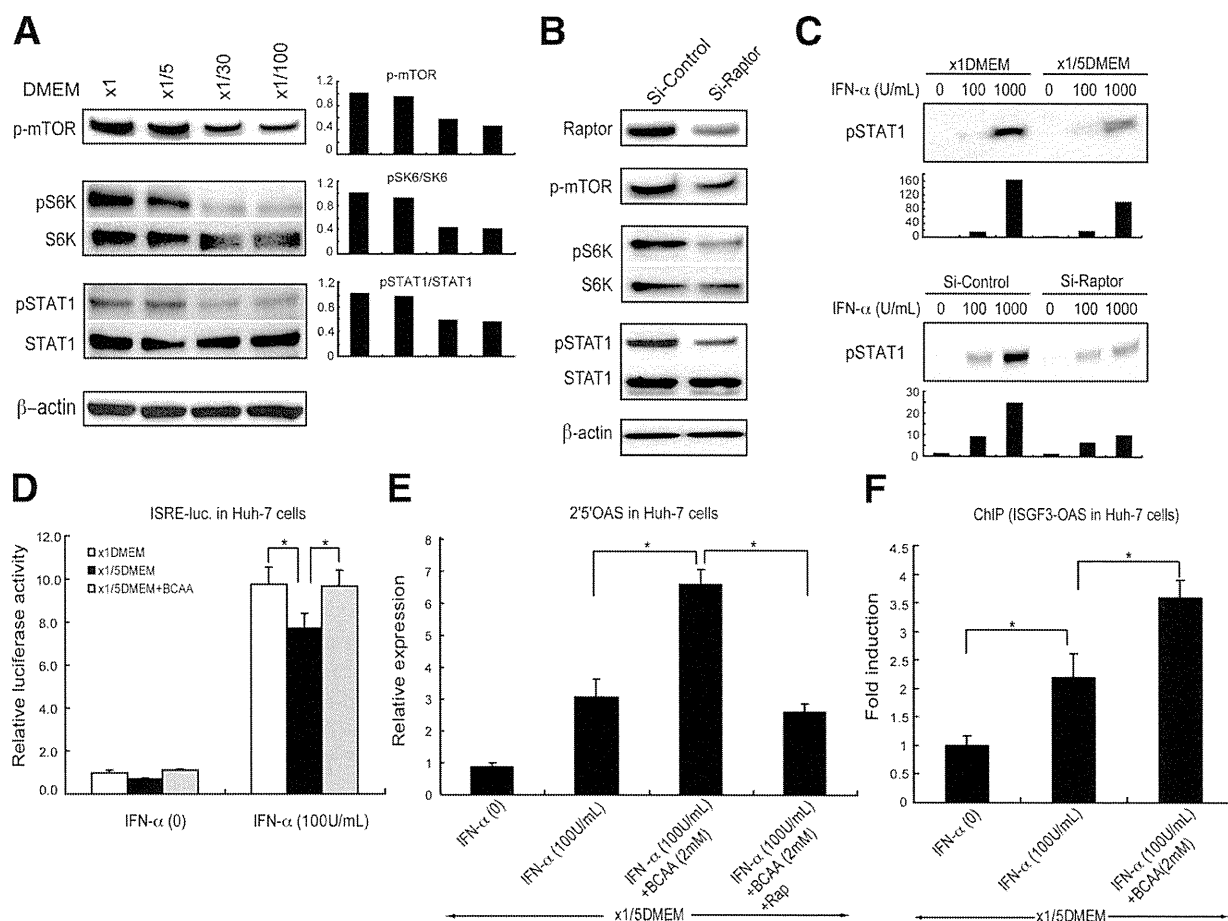 A
DMEM
x1
x1/5
x1/30
x1/100
p-mTOR
pS6K
S6K
pSTAT1
STAT1
β-actin
p-mTOR
1.2
0.8
0.4
0
pSK6/SK6
1.2
0.8
0.4
0
pSTAT1/STAT1
1.2
0.8
0.4
0
B
Si-Control
Si-Raptor
Raptor
p-mTOR
pS6K
S6K
pSTAT1
STAT1
β-actin
C
x1DMEM x1/5DMEM
IFN-α (U/mL) 0 100 1000 0 100 1000
pSTAT1
160
120
80
40
0
Si-Control Si-Raptor
IFN-α (U/mL) 0 100 1000 0 100 1000
pSTAT1
30
20
10
0
D
ISRE-luc. in Huh-7 cells
Relative luciferase activity
12.0
10.0
8.0
6.0
4.0
2.0
0.0
x1DMEM
x1/5DMEM
x1/5DMEM+BCAA
* *
IFN-α (0) IFN-α (100U/mL)
E
2'5'OAS in Huh-7 cells
Relative expression
8
7
6
5
4
3
2
1
0
* *
IFN-α (0)
IFN-α (100U/mL)
IFN-α (100U/mL)
+BCAA (2mM)
IFN-α (100U/mL)
+BCAA (2mM)
+Rap
x1/5DMEM
F
ChIP (ISGF3-OAS in Huh-7 cells)
Fold induction
4.5
4
3.5
3
2.5
2
1.5
1
0.5
0
* *
IFN-α (0)
IFN-α (100U/mL)
IFN-α (100U/mL)
+BCAA(2mM)
x1/5DMEM